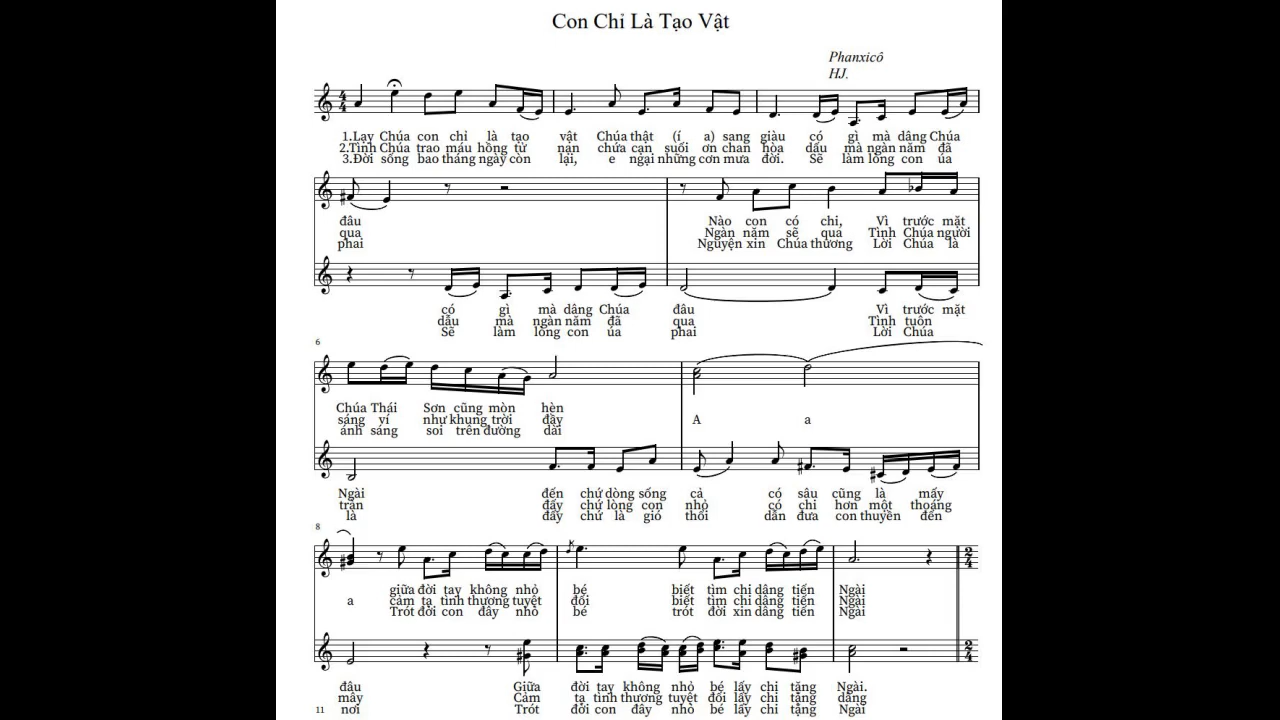 Con Chỉ Là Tạo Vật
Phanxicô
HJ.
1.Lạy Chúa con chỉ là tạo vật Chúa thật (í a) sang giàu có gì mà dâng Chúa
2.Tình Chúa trao máu hồng từ nạn chứa cạn suối ơn chan hòa dấu mà ngàn năm đã
3.Đời sống bao tháng ngày còn lại, e ngại những cơn mưa đời. Sẽ làm lòng con úa
đâu Nào con có chi, Vì trước mặt
qua Ngàn năm sẽ qua Tình Chúa người
phai Nguyện xin Chúa thương Lời Chúa là
có gì mà dâng Chúa đâu Vì trước mặt
dẫu mà ngàn năm đã qua Tình tuôn
Sẽ làm lòng con úa phai Lời Chúa
6
Chúa Thái Sơn cũng mòn hèn
sáng yí như khung trời đầy A a
ánh sáng soi trên đường dài
Ngài đến chứ dòng sống cả có sâu cũng là mấy
tràn đầy chứ lòng con nhỏ có chi hơn một thoáng
là đấy chứ là gió thổi dẫn đưa con thuyền đến
8
giữa đời tay không nhỏ bé biết tìm chi dâng tiến Ngài
a cảm tạ tình thương tuyệt đối biết tìm chi dâng tiến Ngài
Trót đời con đây nhỏ bé trót đời xin dâng tiến Ngài
đậu Giữa đời tay không nhỏ bé lấy chi tặng Ngài.
mây Cảm tạ tình thương tuyệt đối lấy chi tặng dâng
nơi Trót đời con đây nhỏ bé lấy chi tặng Ngài
11